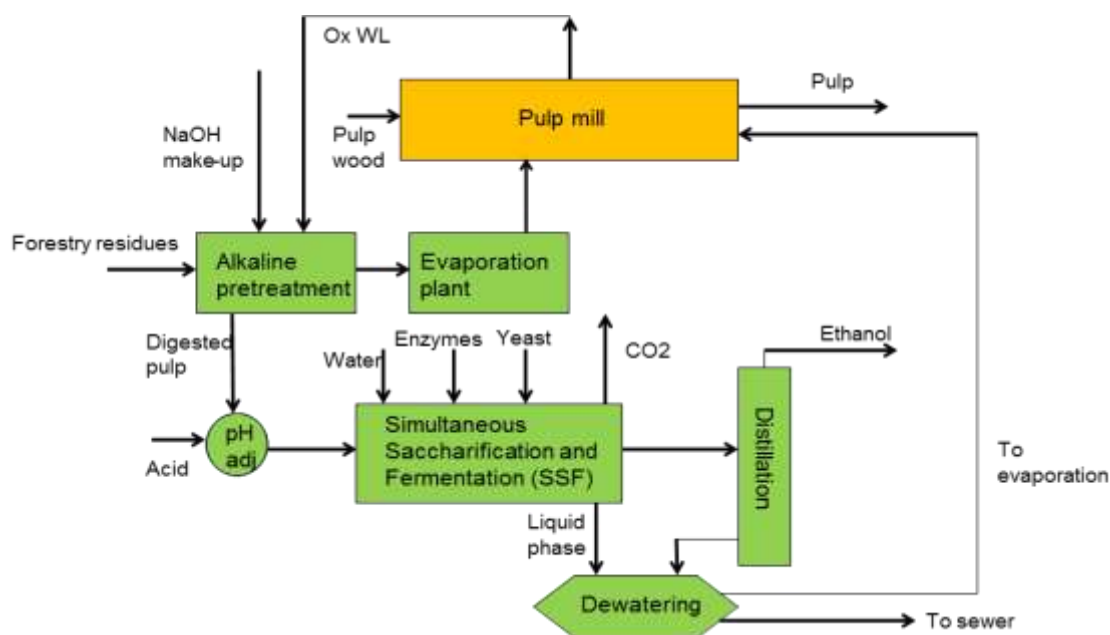 Ox WL
Pulp mill
Pulp
NaOH
make-up
Pulp
wood
Forestry residues
Alkaline
pretreatment
Evaporation
plant
Digested
pulp
Water
Enzymes
Yeast
CO2
Ethanol
Acid
pH
adj
Simultaneous
Saccharification and
Fermentation (SSF)
Distillation
To
evaporation
Liquid
phase
Dewatering
To sewer